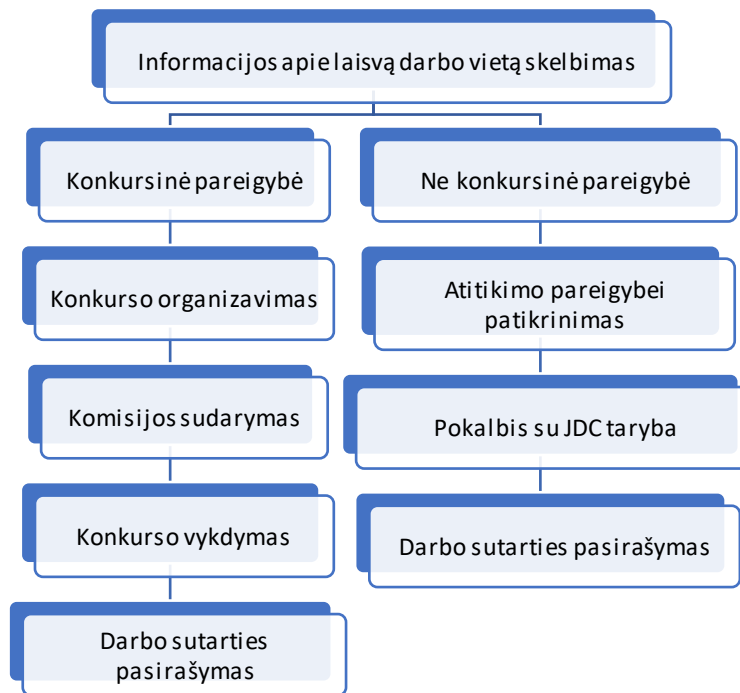 Informacijos apie laisvą darbo vietą skelbimas
Konkursinė pareigybė
Ne konkursinė pareigybė
Konkurso organizavimas
Atitikimo pareigybei
patikrinimas
Komisijos sudarymas
Pokalbis su JDC taryba
Konkurso vykdymas
Darbo sutarties pasirašymas
Darbo sutarties
pasirašymas